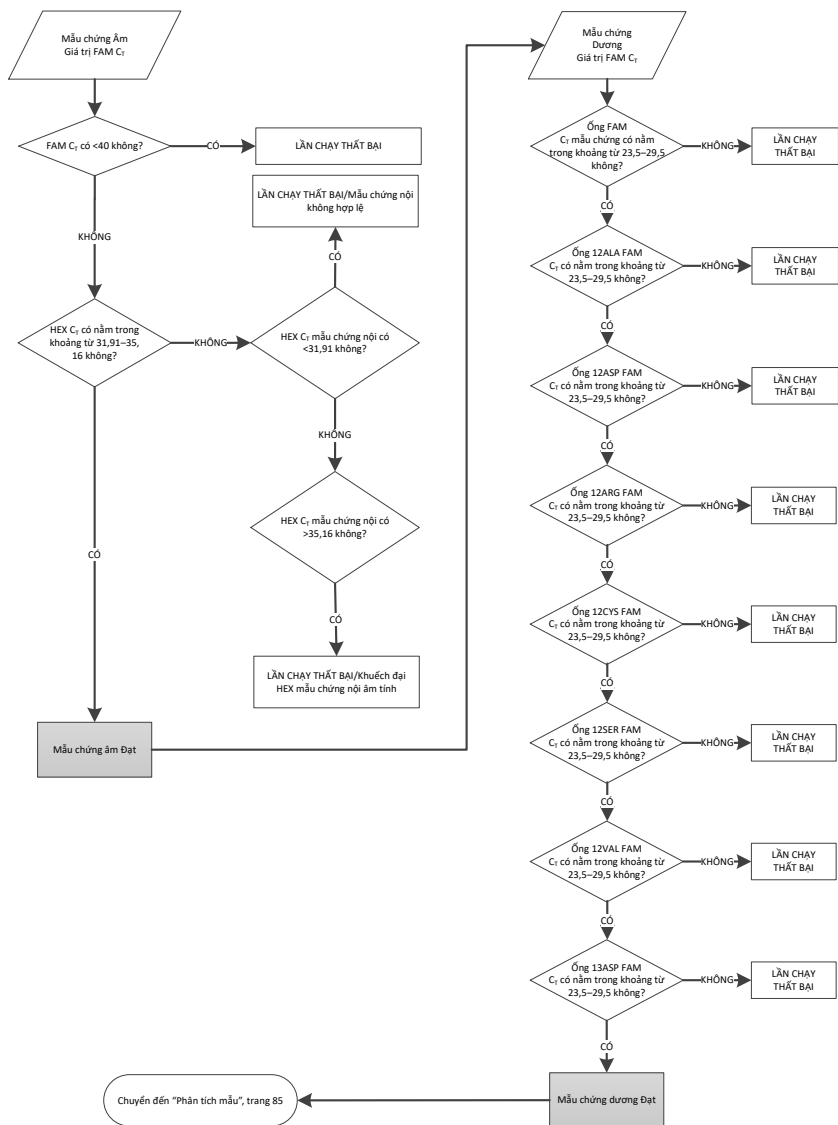 Mẫu chứng Âm
Giá trị FAM CT
FAM CT có <40 không?
CÓ
LẦN CHẠY THẤT BẠI
KHÔNG
LẦN CHẠY THẤT BẠI/Mẫu chứng nội
không hợp lệ
CÓ
HEX CT có nằm trong
khoảng từ 31,91–35,
16 không?
KHÔNG
HEX CT mẫu chứng nội có
<31,91 không?
KHÔNG
HEX CT mẫu chứng nội có
>35,16 không?
CÓ
CÓ
LẦN CHẠY THẤT BẠI/Khuếch đại
HEX mẫu chứng nội âm tính
Mẫu chứng âm Đạt
Mẫu chứng
Dương
Giá trị FAM CT
Ống FAM
CT mẫu chứng có nằm
trong khoảng từ 23,5–29,5
không?
KHÔNG
LẦN CHẠY
THẤT BẠI
CÓ
Ống 12ALA FAM
CT có nằm trong khoảng từ
23,5–29,5 không?
KHÔNG
LẦN CHẠY
THẤT BẠI
CÓ
Ống 12ASP FAM
CT có nằm trong khoảng từ
23,5–29,5 không?
KHÔNG
LẦN CHẠY
THẤT BẠI
CÓ
Ống 12ARG FAM
CT có nằm trong khoảng từ
23,5–29,5 không?
KHÔNG
LẦN CHẠY
THẤT BẠI
CÓ
Ống 12CYS FAM
CT có nằm trong khoảng từ
23,5–29,5 không?
KHÔNG
LẦN CHẠY
THẤT BẠI
CÓ
Ống 12SER FAM
CT có nằm trong khoảng từ
23,5–29,5 không?
KHÔNG
LẦN CHẠY
THẤT BẠI
CÓ
Ống 12VAL FAM
CT có nằm trong khoảng từ
23,5–29,5 không?
KHÔNG
LẦN CHẠY
THẤT BẠI
CÓ
Ống 13ASP FAM
CT có nằm trong khoảng từ
23,5–29,5 không?
KHÔNG
LẦN CHẠY
THẤT BẠI
CÓ
Mẫu chứng dương Đạt
Chuyển đến “Phân tích mẫu”, trang 85